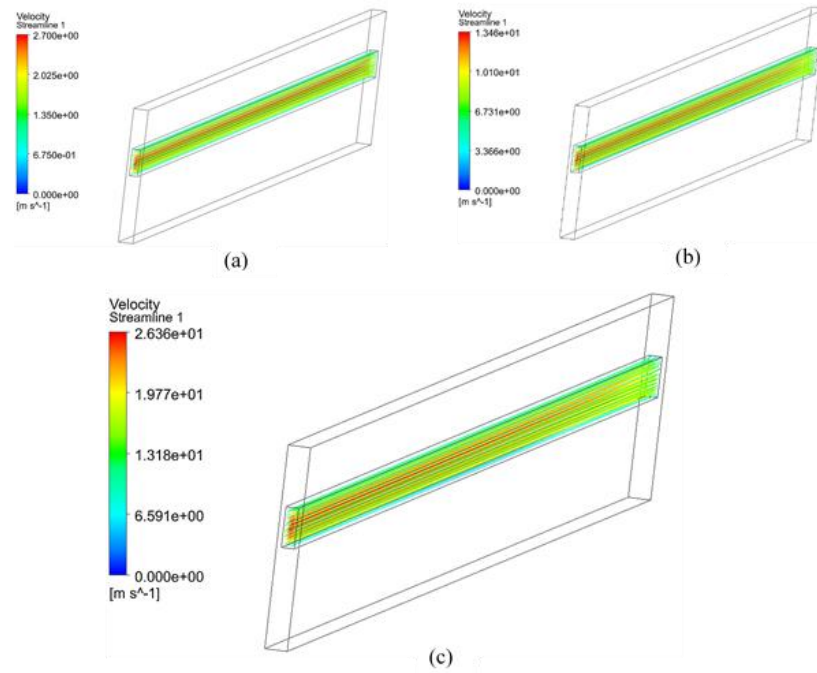 Velocity
Streamline 1
2.700e+00
2.025e+00
1.350e+00
6.750e-01
0.000e+00
[m s^-1]
(a)
Velocity
Streamline 1
1.346e+01
1.010e+01
6.731e+00
3.366e+00
0.000e+00
[m s^-1]
(b)
Velocity
Streamline 1
2.636e+01
1.977e+01
1.318e+01
6.591e+00
0.000e+00
[m s^-1]
(c)